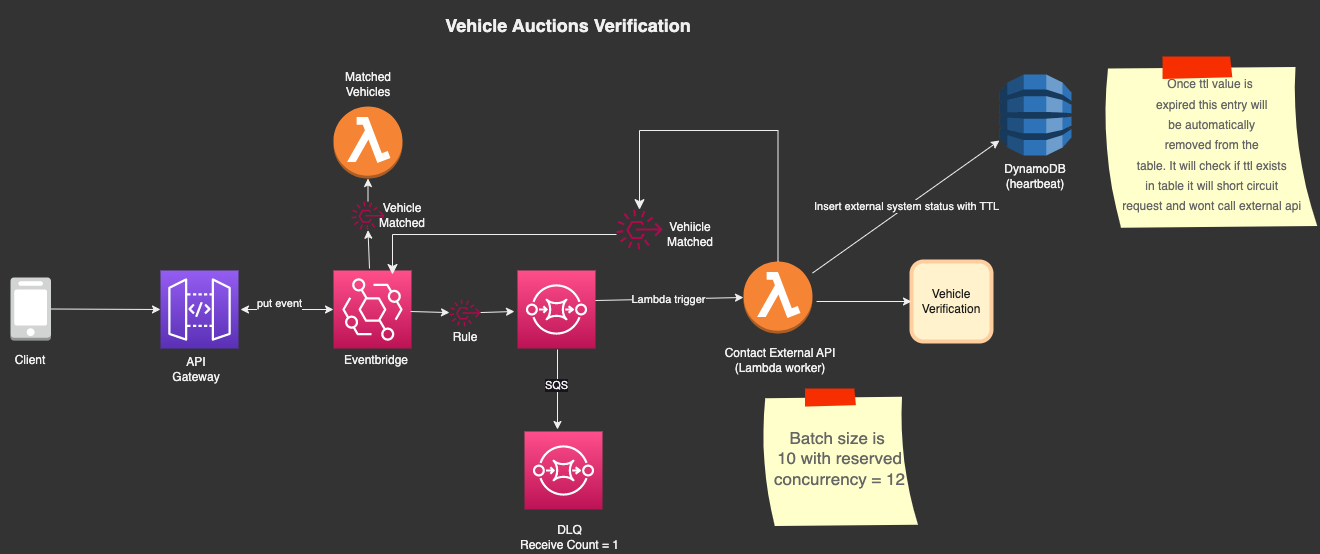 Vehicle Auctions Verification
Matched
Vehicles
Vehicle
Matched
Vehiicle
Matched
Insert external system status with TTL
DynamoDB
(heartbeat)
Once ttl value is
expired this entry will
be automatically
removed from the
table. It will check if ttl exists
in table it will short circuit
request and wont call external api
Client
API
Gateway
put event
Eventbridge
Rule
Lambda trigger
Contact External API
(Lambda worker)
Vehicle
Verification
SQS
DLQ
Receive Count = 1
Batch size is
10 with reserved
concurrency = 12